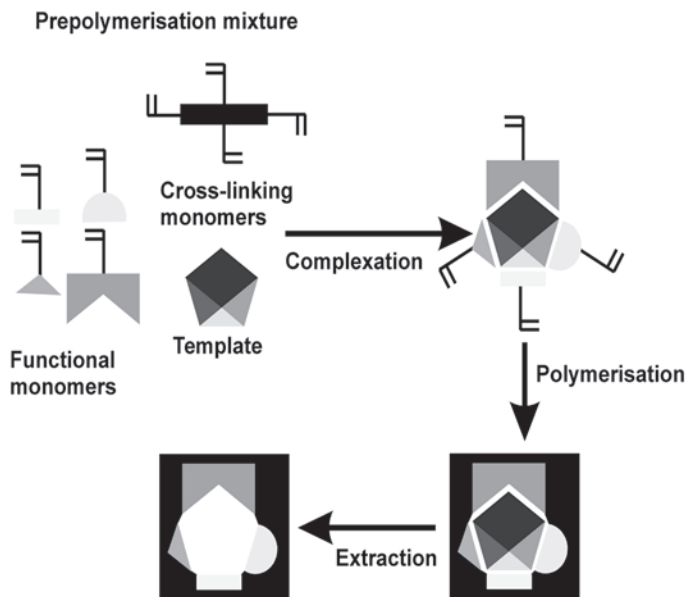 Prepolymerisation mixture
Cross-linking
monomers
Complexation
Template
Functional
monomers
Polymerisation
Extraction